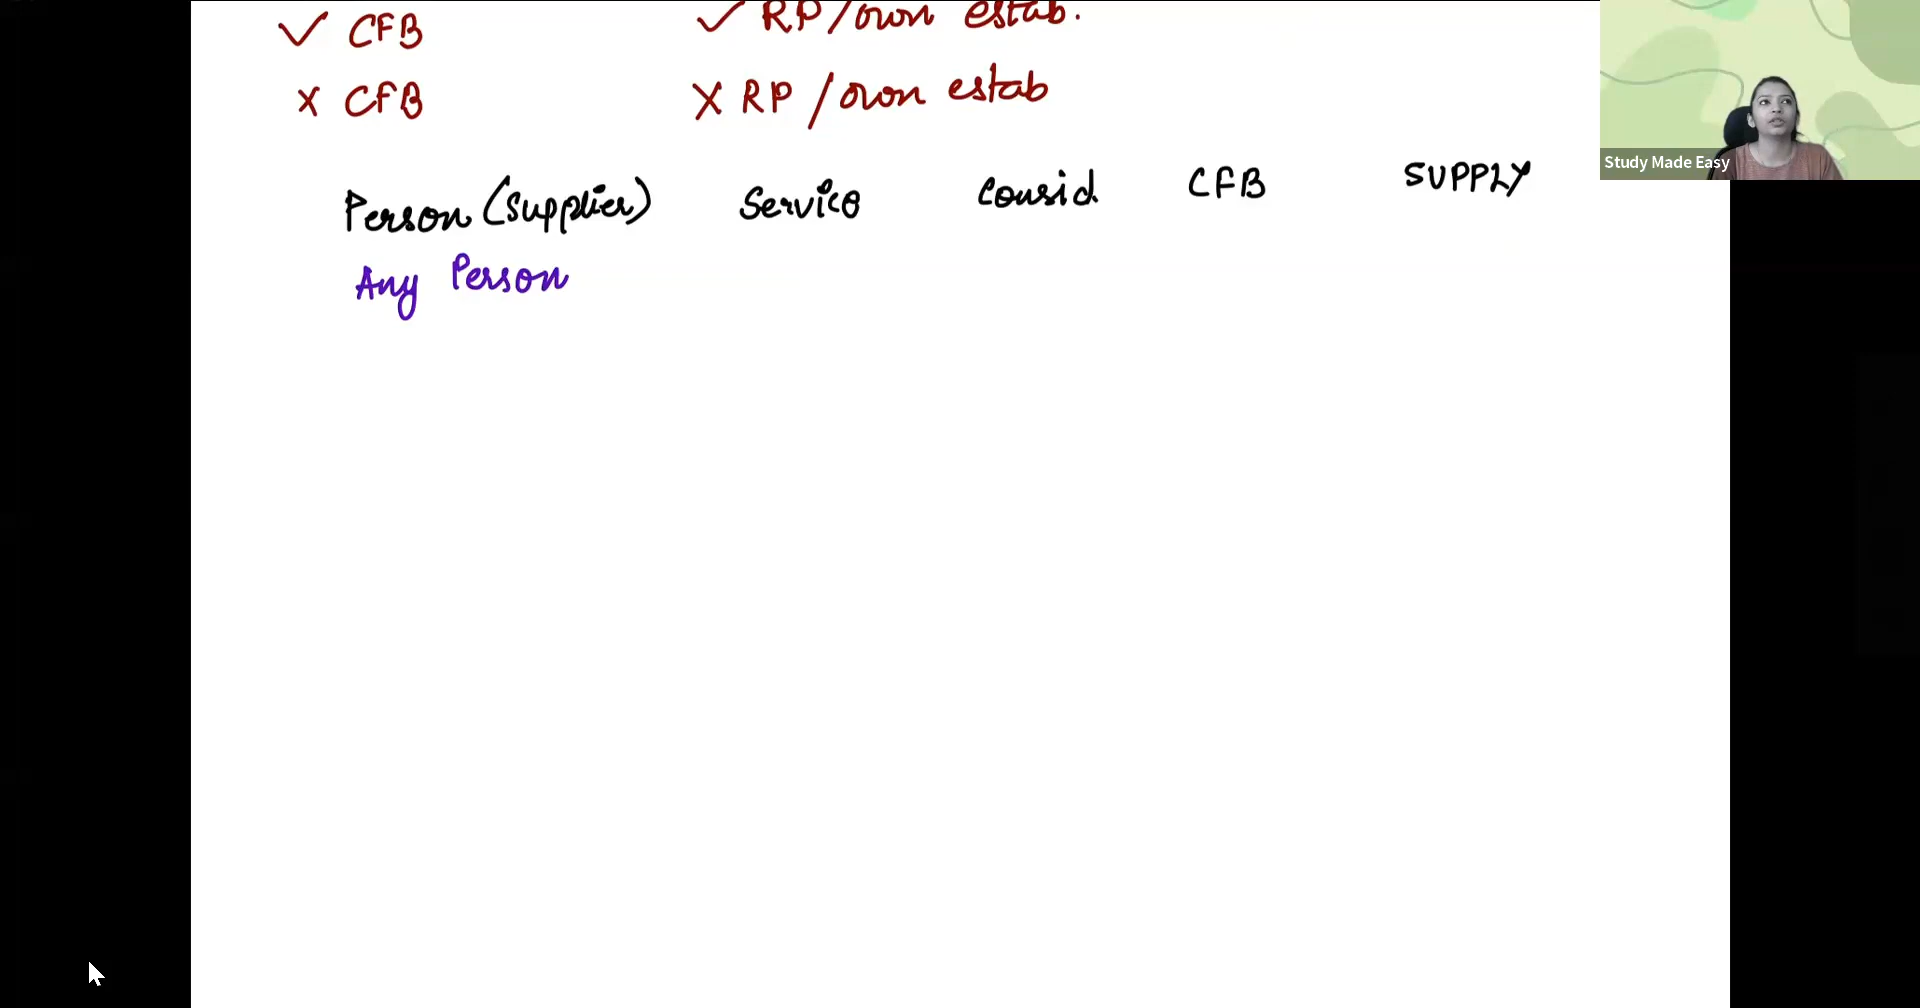 ✓ CFB ✓ RP/own estab.
X CFB X RP/own estab
Person (Supplier) Service Consid. CFB SUPPLY
Any Person
Study Made Easy